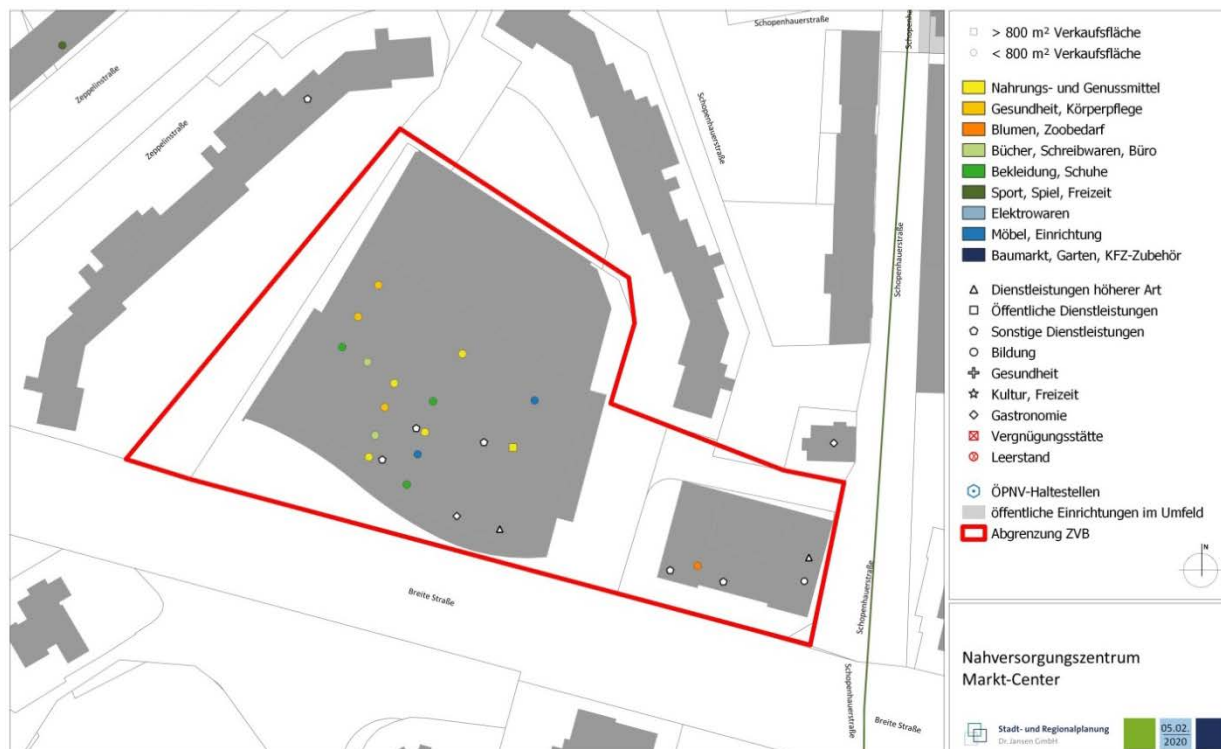 Schopenhauerstraße
Schopenhauerstraße
Zeppelinstraße
Zeppelinstraße
Schopenhauerstraße
Schopenhauerstraße
Schopenhauerstraße
Breite Straße
Schopenhauerstraße
Breite Straße
> 800 m² Verkaufsfläche
< 800 m² Verkaufsfläche
Nahrungs- und Genussmittel
Gesundheit, Körperpflege
Blumen, Zoobedarf
Bücher, Schreibwaren, Büro
Bekleidung, Schuhe
Sport, Spiel, Freizeit
Elektrowaren
Möbel, Einrichtung
Baumarkt, Garten, KFZ-Zubehör
Dienstleistungen höherer Art
Öffentliche Dienstleistungen
Sonstige Dienstleistungen
Bildung
Gesundheit
Kultur, Freizeit
Gastronomie
Vergnügungsstätte
Leerstand
ÖPNV-Haltestellen
öffentliche Einrichtungen im Umfeld
Abgrenzung ZVB
N
Nahversorgungszentrum
Markt-Center
Stadt- und Regionalplanung
Dr. Jansen GmbH
05.02.
2020